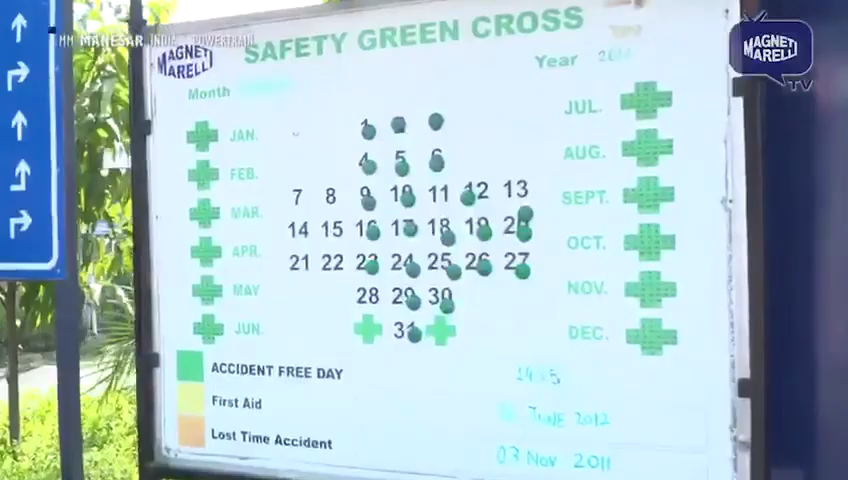 MM MANESAR, INDIA - POWERTRAIN
MAGNETI MARELLI TV
MAGNETI MARELLI
SAFETY GREEN CROSS
Month
Year
JAN.
FEB.
MAR.
APR.
MAY
JUN.
1
4 5 6
7 8 9 10 11 12 13
14 15 16 17 18 19 20
21 22 23 24 25 26 27
28 29 30
31
JUL.
AUG.
SEPT.
OCT.
NOV.
DEC.
ACCIDENT FREE DAY
First Aid JUNE 2012
Lost Time Accident 03 Nov 2011